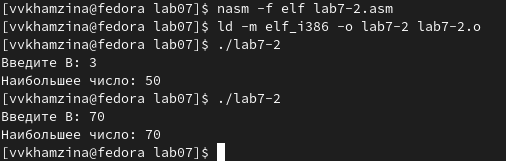 [vvkhamzina@fedora lab07]$ nasm -f elf lab7-2.asm
[vvkhamzina@fedora lab07]$ ld -m elf_i386 -o lab7-2 lab7-2.o
[vvkhamzina@fedora lab07]$ ./lab7-2
Введите B: 3
Наибольшее число: 50
[vvkhamzina@fedora lab07]$ ./lab7-2
Введите B: 70
Наибольшее число: 70
[vvkhamzina@fedora lab07]$